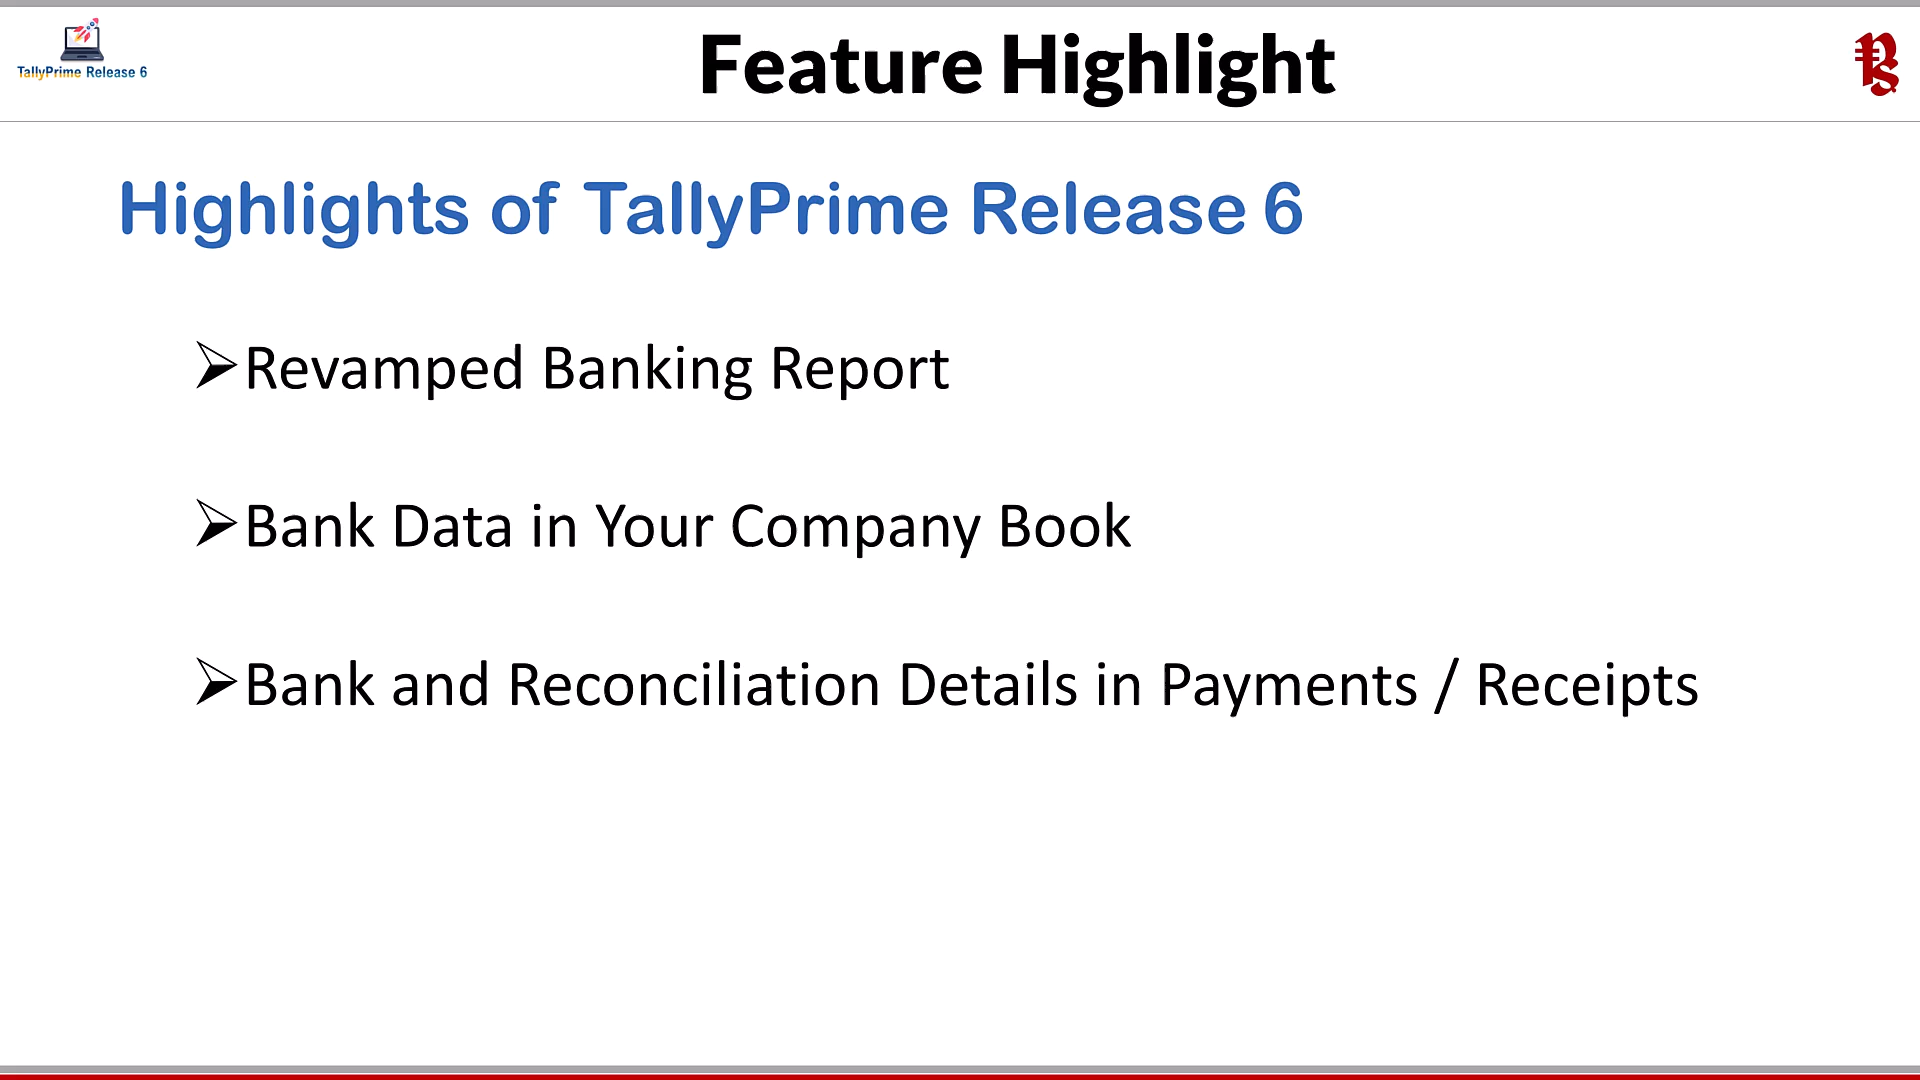 TallyPrime Release 6
Feature Highlight
Highlights of TallyPrime Release 6
➢Revamped Banking Report
➢Bank Data in Your Company Book
➢Bank and Reconciliation Details in Payments / Receipts